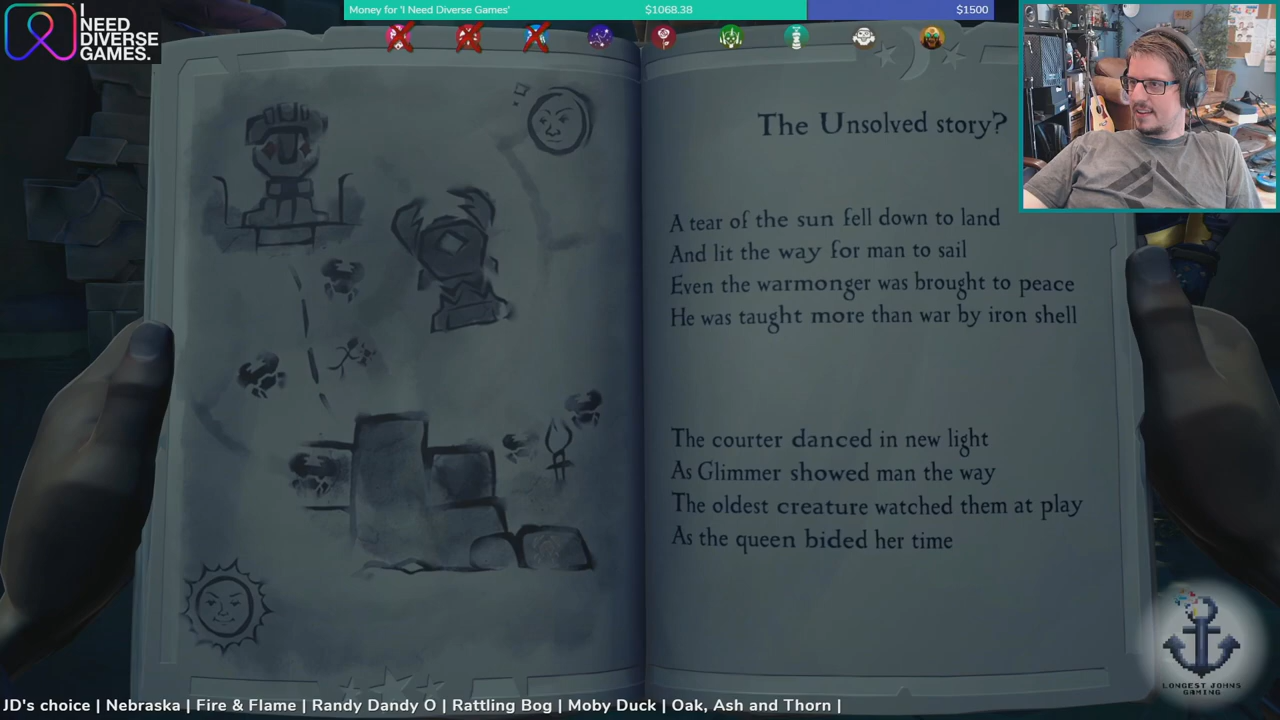 I
NEED
DIVERSE
GAMES.
Money for 'I Need Diverse Games'
$1068.38
$1500
The Unsolved story?
A tear of the sun fell down to land
And lit the way for man to sail
Even the warmonger was brought to peace
He was taught more than war by iron shell
The courter danced in new light
As Glimmer showed man the way
The oldest creature watched them at play
As the queen bided her time
LONGEST JOHNS
GAMING
JD's choice | Nebraska | Fire & Flame | Randy Dandy O | Rattling Bog | Moby Duck | Oak, Ash and Thorn |